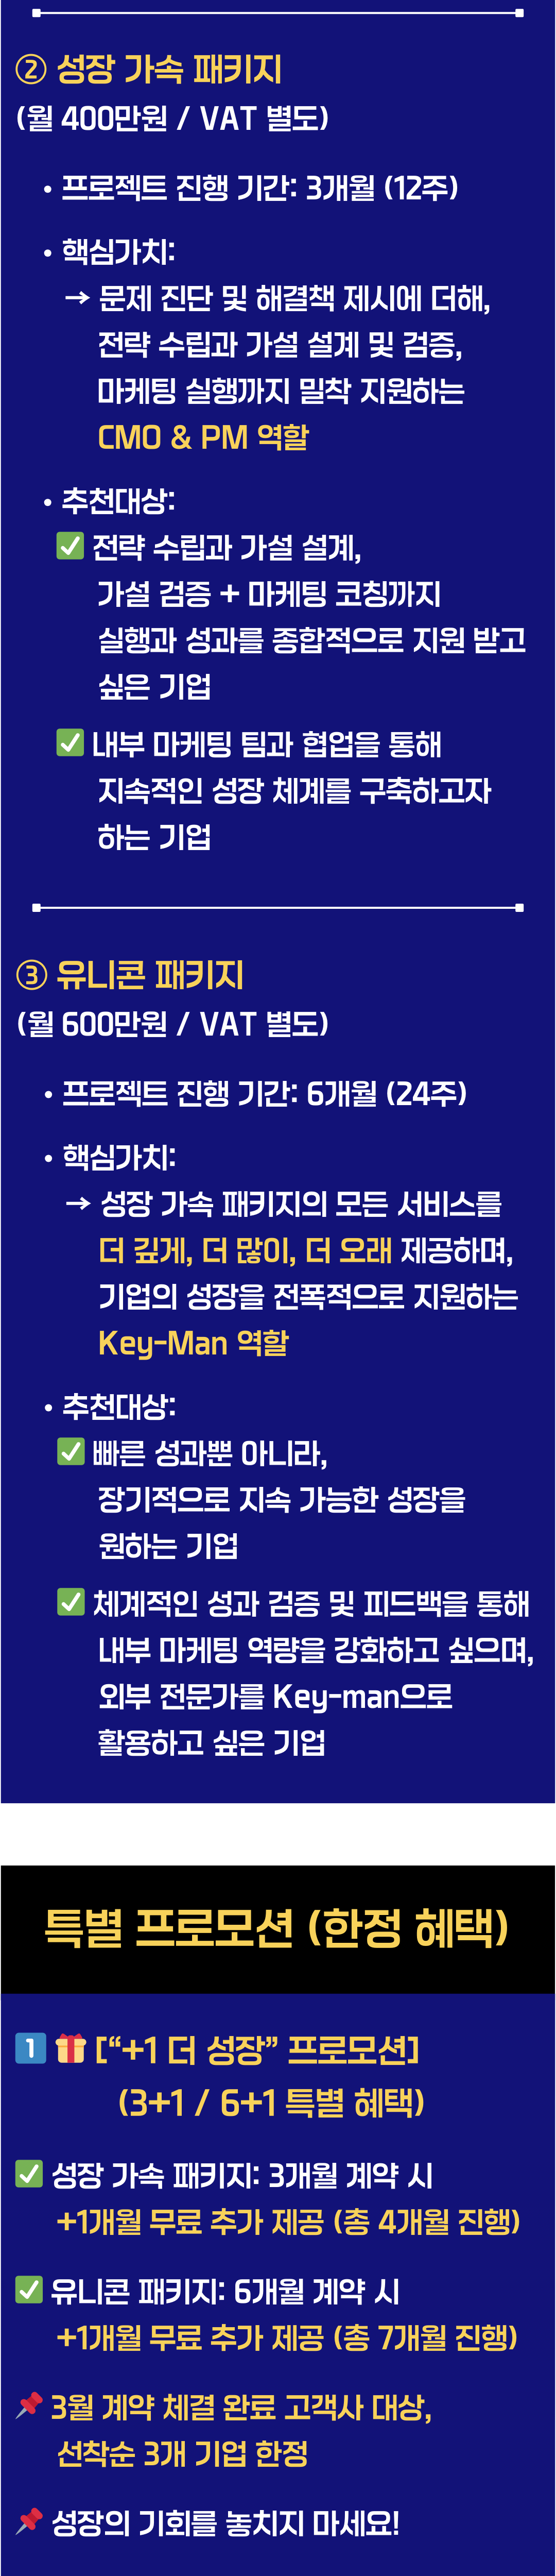 ② 성장 가속 패키지
(월 400만원 / VAT 별도)
• 프로젝트 진행 기간: 3개월 (12주)
• 핵심가치:
→ 문제 진단 및 해결책 제시에 더해,
전략 수립과 가설 설계 및 검증,
마케팅 실행까지 밀착 지원하는
CMO & PM 역할
• 추천대상:
✅ 전략 수립과 가설 설계,
가설 검증 + 마케팅 코칭까지
실행과 성과를 종합적으로 지원 받고
싶은 기업
✅ 내부 마케팅 팀과 협업을 통해
지속적인 성장 체계를 구축하고자
하는 기업
③ 유니콘 패키지
(월 600만원 / VAT 별도)
• 프로젝트 진행 기간: 6개월 (24주)
• 핵심가치:
→ 성장 가속 패키지의 모든 서비스를
더 깊게, 더 많이, 더 오래 제공하며,
기업의 성장을 전폭적으로 지원하는
Key-Man 역할
• 추천대상:
✅ 빠른 성과뿐 아니라,
장기적으로 지속 가능한 성장을
원하는 기업
✅ 체계적인 성과 검증 및 피드백을 통해
내부 마케팅 역량을 강화하고 싶으며,
외부 전문가를 Key-man으로
활용하고 싶은 기업
특별 프로모션 (한정 혜택)
1️⃣ 🎁 [“+1 더 성장” 프로모션]
(3+1 / 6+1 특별 혜택)
✅ 성장 가속 패키지: 3개월 계약 시
+1개월 무료 추가 제공 (총 4개월 진행)
✅ 유니콘 패키지: 6개월 계약 시
+1개월 무료 추가 제공 (총 7개월 진행)
📌 3월 계약 체결 완료 고객사 대상,
선착순 3개 기업 한정
📌 성장의 기회를 놓치지 마세요!